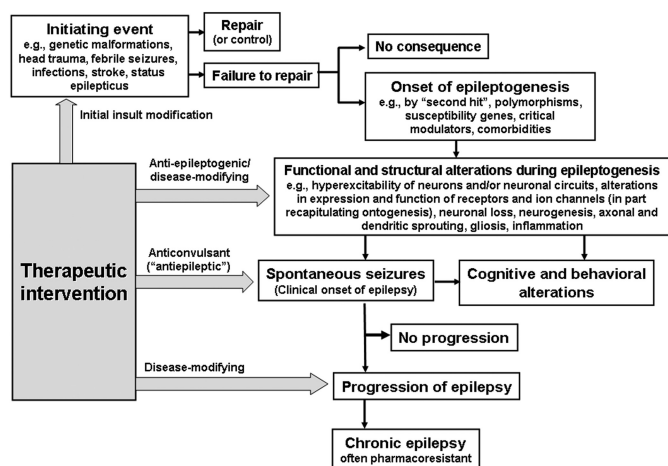 Initiating event
e.g., genetic malformations,
head trauma, febrile seizures,
infections, stroke, status
epilepticus
Repair
(or control)
Failure to repair
No consequence
Onset of epileptogenesis
e.g., by “second hit”, polymorphisms,
susceptibility genes, critical
modulators, comorbidities
Initial insult modification
Anti-epileptogenic/
disease-modifying
Functional and structural alterations during epileptogenesis
e.g., hyperexcitability of neurons and/or neuronal circuits, alterations
in expression and function of receptors and ion channels (in part
recapitulating ontogenesis), neuronal loss, neurogenesis, axonal and
and dendritic sprouting, gliosis, inflammation
Therapeutic
intervention
Anticonvulsant
(“antiepileptic”)
Spontaneous seizures
(Clinical onset of epilepsy)
Cognitive and behavioral
alterations
No progression
Disease-modifying
Progression of epilepsy
Chronic epilepsy
often pharmacoresistant